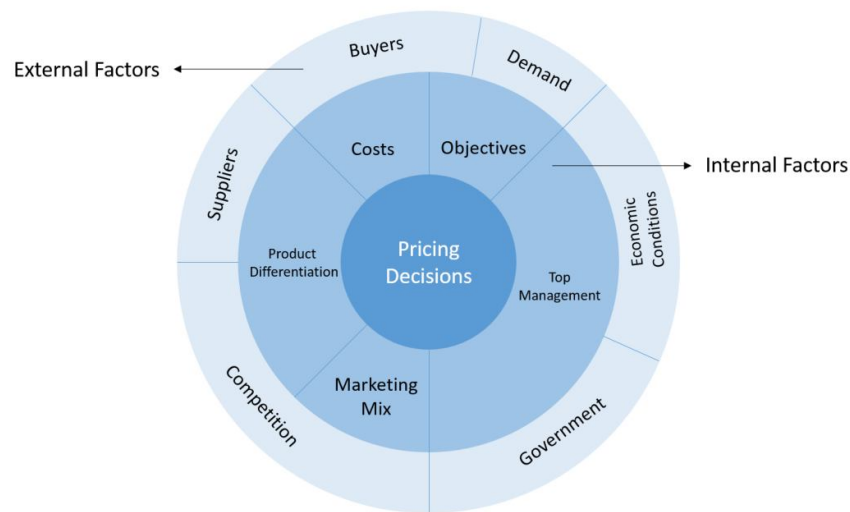 Buyers
External Factors
Demand
Costs
Objectives
Internal Factors
Suppliers
Economic
Conditions
Pricing
Decisions
Product
Differentiation
Top
Management
Marketing
Mix
Competition
Government